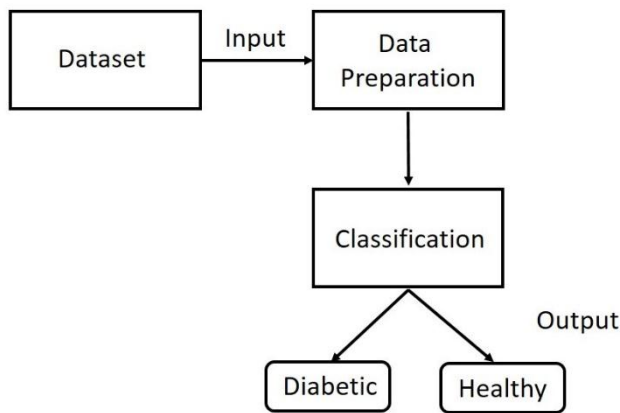 Dataset
Input
Data
Preparation
Classification
Output
Diabetic
Healthy